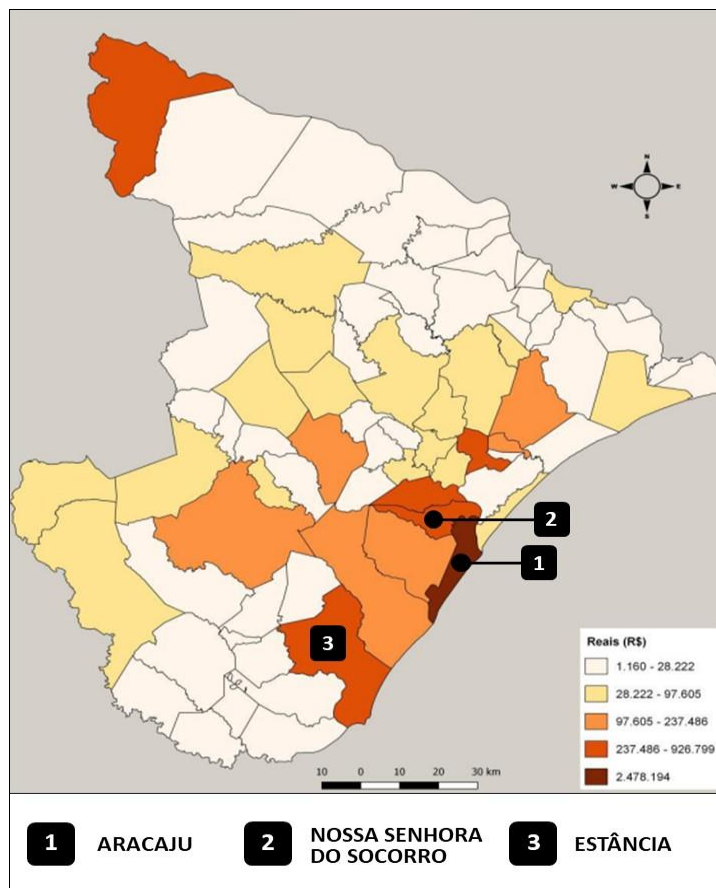 N
W E
S
2
1
3
Reais (R$)
1.160 - 28.222
28.222 - 97.605
97.605 - 237.486
237.486 - 926.799
2.478.194
10 0 10 20 30 km
1 ARACAJU
2 NOSSA SENHORA
DO SOCORRO
3 ESTÂNCIA